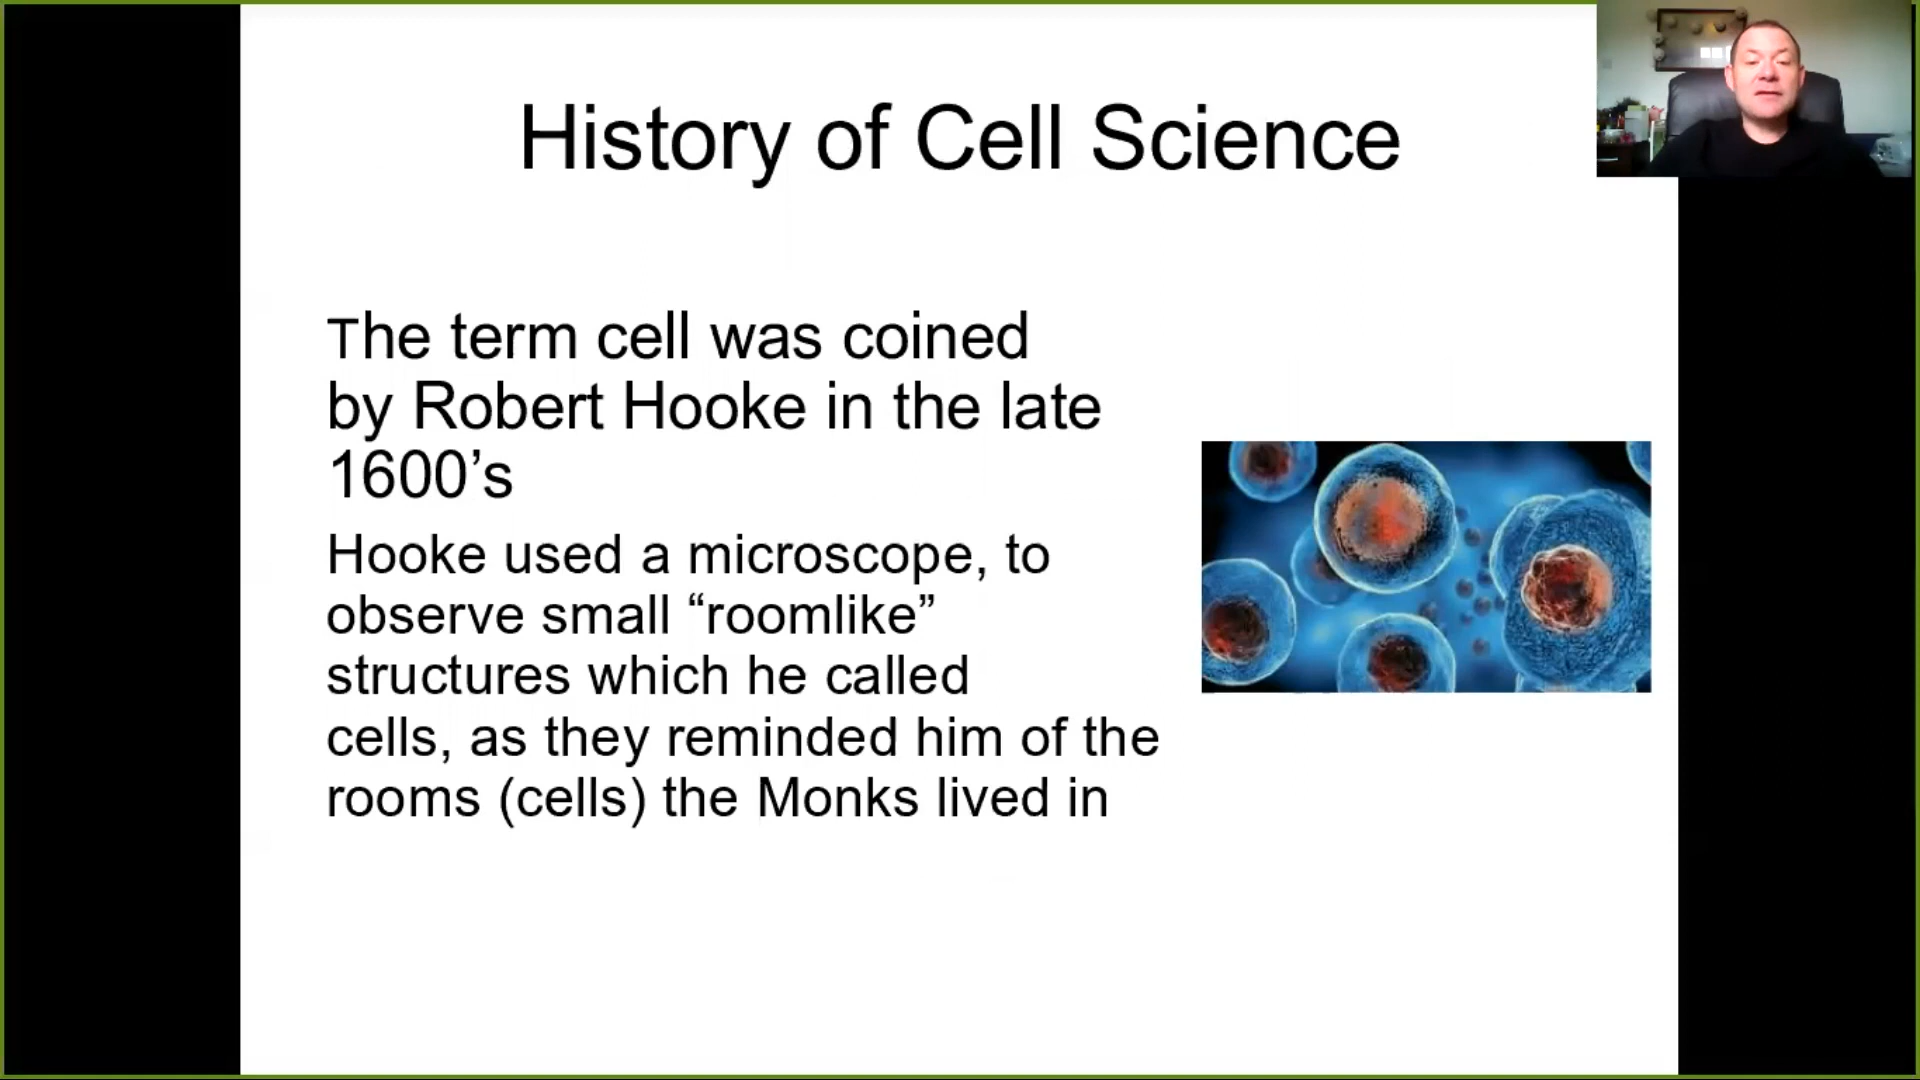 History of Cell Science
The term cell was coined
by Robert Hooke in the late
1600’s
Hooke used a microscope, to
observe small “roomlike”
structures which he called
cells, as they reminded him of the
rooms (cells) the Monks lived in